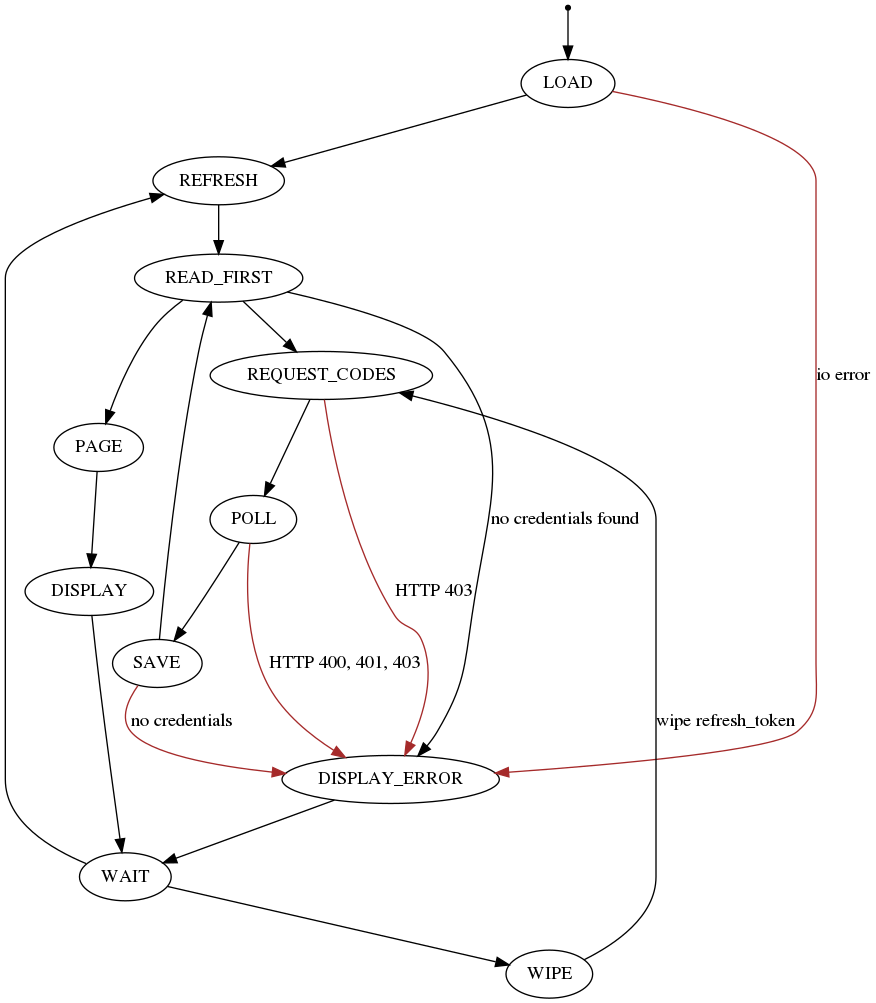 LOAD
REFRESH
READ_FIRST
REQUEST_CODES
io error
PAGE
POLL
no credentials found
DISPLAY
HTTP 403
SAVE
HTTP 400, 401, 403
no credentials
wipe refresh_token
DISPLAY_ERROR
WAIT
WIPE